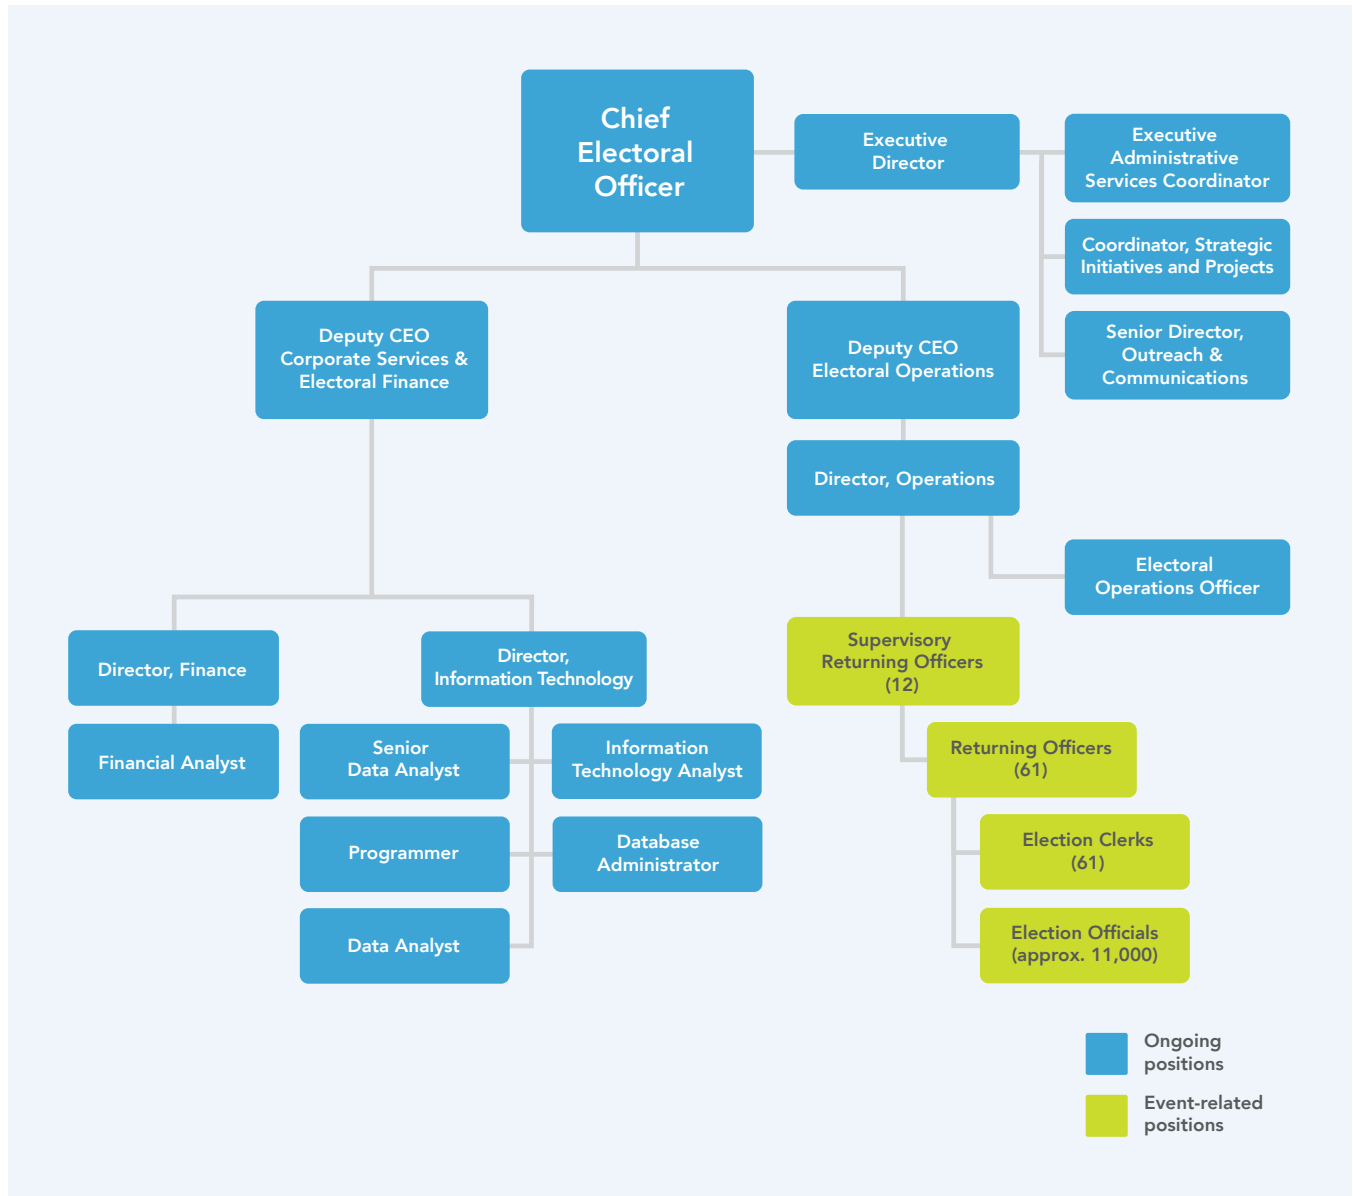 Chief
Electoral
Officer
Executive
Director
Executive
Administrative
Services Coordinator
Coordinator, Strategic
Initiatives and Projects
Senior Director,
Outreach &
Communications
Deputy CEO
Corporate Services &
Electoral Finance
Deputy CEO
Electoral Operations
Director, Operations
Electoral
Operations Officer
Director, Finance
Director,
Information Technology
Supervisory
Returning Officers
(12)
Financial Analyst
Senior
Data Analyst
Information
Technology Analyst
Returning Officers
(61)
Programmer
Database
Administrator
Election Clerks
(61)
Data Analyst
Election Officials
(approx. 11,000)
Ongoing
positions
Event-related
positions